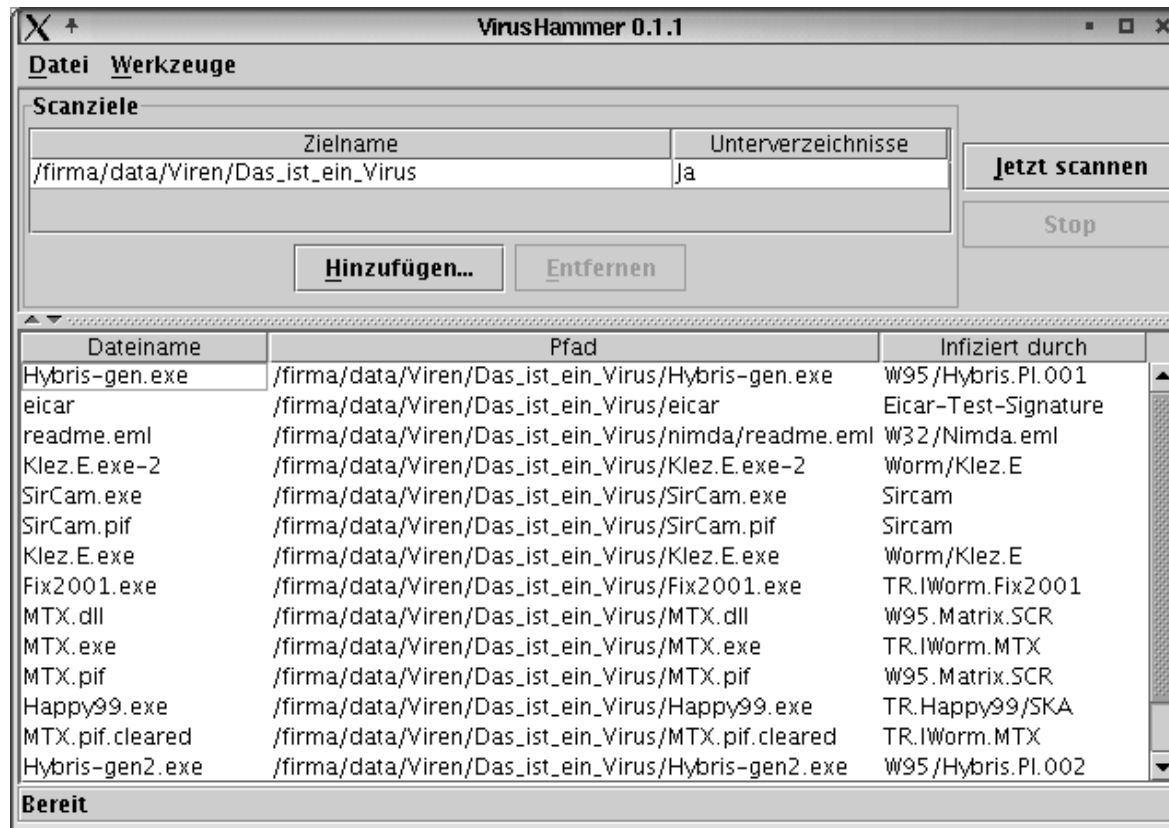 VirusHammer 0.1.1
Datei Werkzeuge
Scanziele
Zielname Unterverzeichnisse
/firma/data/Viren/Das_ist_ein_Virus Ja
Jetzt scannen
Stop
Hinzufügen... Entfernen
Dateiname Pfad Infiziert durch
Hybris-gen.exe /firma/data/Viren/Das_ist_ein_Virus/Hybris-gen.exe W95/Hybris.PI.001
eicar /firma/data/Viren/Das_ist_ein_Virus/eicar Eicar-Test-Signature
readme.eml /firma/data/Viren/Das_ist_ein_Virus/nimda/readme.eml W32/Nimda.eml
Klez.E.exe-2 /firma/data/Viren/Das_ist_ein_Virus/Klez.E.exe-2 Worm/Klez.E
SirCam.exe /firma/data/Viren/Das_ist_ein_Virus/SirCam.exe Sircam
SirCam.pif /firma/data/Viren/Das_ist_ein_Virus/SirCam.pif Sircam
Klez.E.exe /firma/data/Viren/Das_ist_ein_Virus/Klez.E.exe Worm/Klez.E
Fix2001.exe /firma/data/Viren/Das_ist_ein_Virus/Fix2001.exe TR.IWorm.Fix2001
MTX.dll /firma/data/Viren/Das_ist_ein_Virus/MTX.dll W95.Matrix.SCR
MTX.exe /firma/data/Viren/Das_ist_ein_Virus/MTX.exe TR.IWorm.MTX
MTX.pif /firma/data/Viren/Das_ist_ein_Virus/MTX.pif W95.Matrix.SCR
Happy99.exe /firma/data/Viren/Das_ist_ein_Virus/Happy99.exe TR.Happy99/SKA
MTX.pif.cleared /firma/data/Viren/Das_ist_ein_Virus/MTX.pif.cleared TR.IWorm.MTX
Hybris-gen2.exe /firma/data/Viren/Das_ist_ein_Virus/Hybris-gen2.exe W95/Hybris.PI.002
Bereit